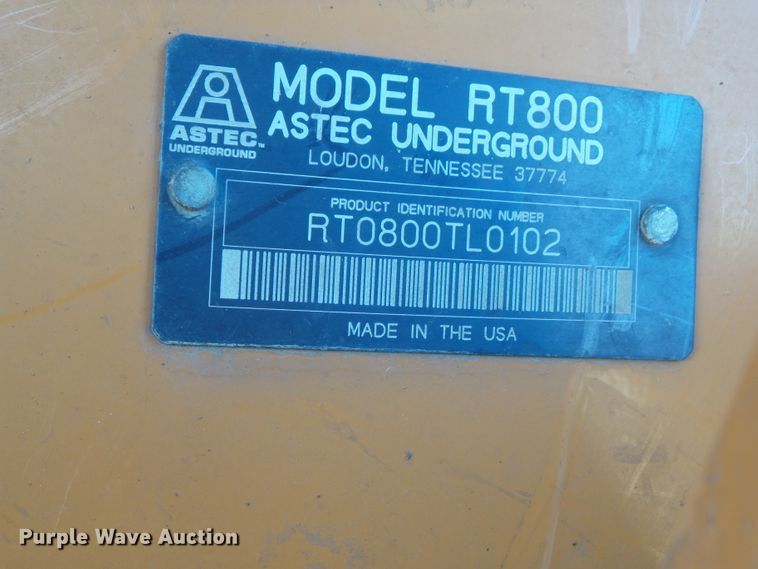 MODEL RT800
ASTEC UNDERGROUND
LOUDON, TENNESSEE 37774
ASTEC™
UNDERGROUND
PRODUCT IDENTIFICATION NUMBER
RT0800TL0102
MADE IN THE USA
Purple Wave Auction